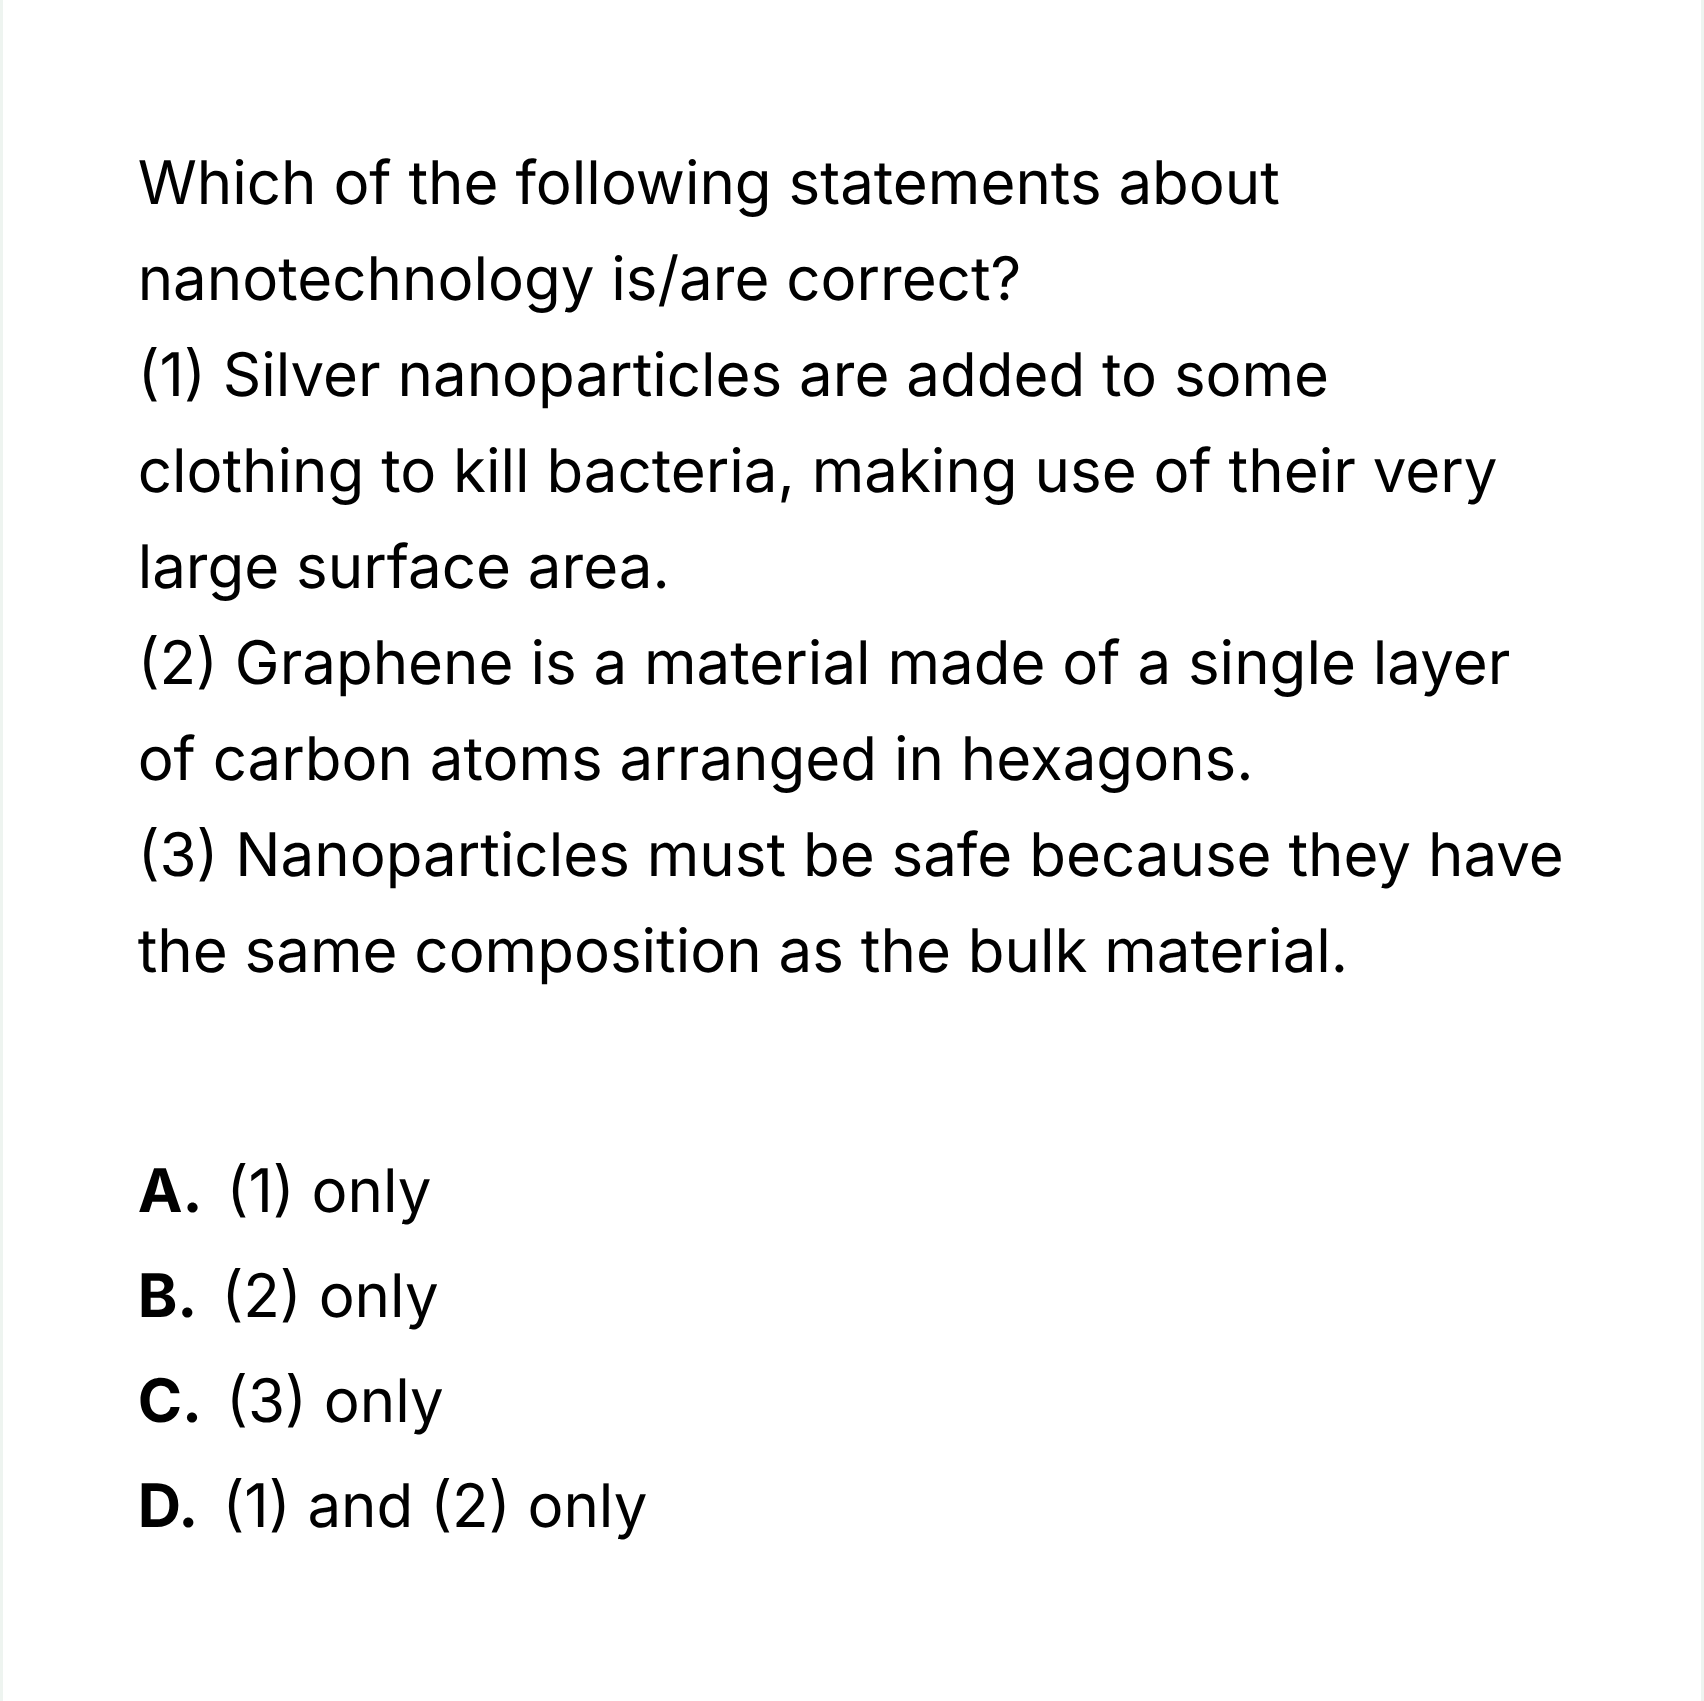 Which of the following statements about
nanotechnology is/are correct?
(1) Silver nanoparticles are added to some
clothing to kill bacteria, making use of their very
large surface area.
(2) Graphene is a material made of a single layer
of carbon atoms arranged in hexagons.
(3) Nanoparticles must be safe because they have
the same composition as the bulk material.
A. (1) only
B. (2) only
C. (3) only
D. (1) and (2) only